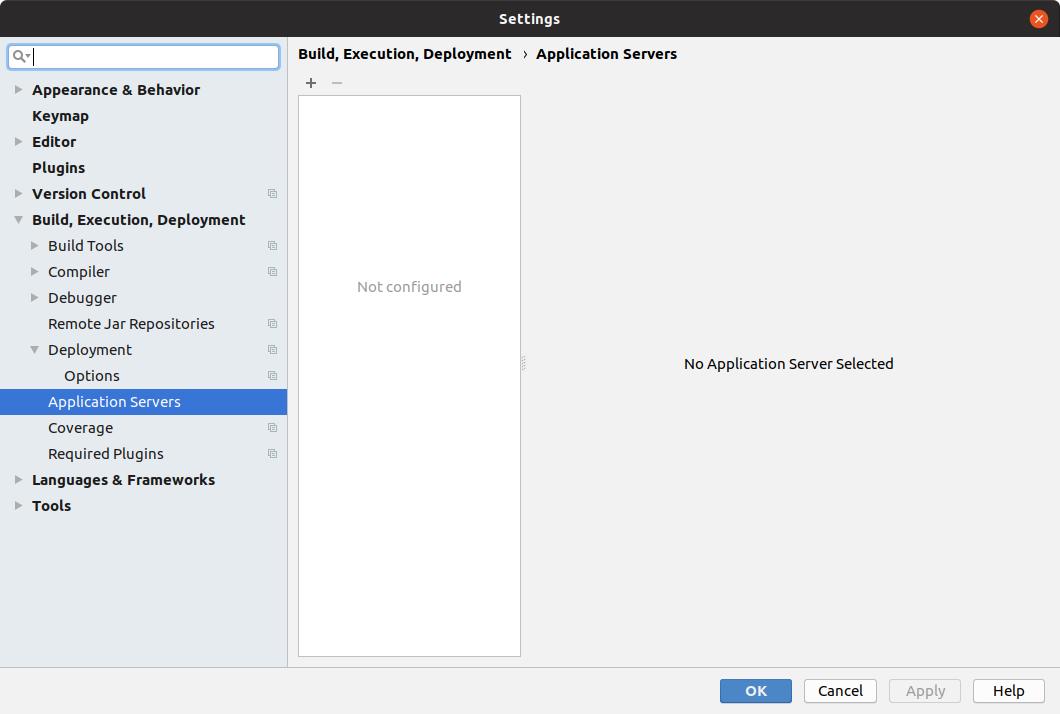 Settings
Build, Execution, Deployment › Application Servers
Appearance & Behavior
Keymap
Editor
Plugins
Version Control
Build, Execution, Deployment
Build Tools
Compiler
Debugger
Remote Jar Repositories
Deployment
Options
Application Servers
Coverage
Required Plugins
Languages & Frameworks
Tools
Not configured
No Application Server Selected
OK Cancel Apply Help